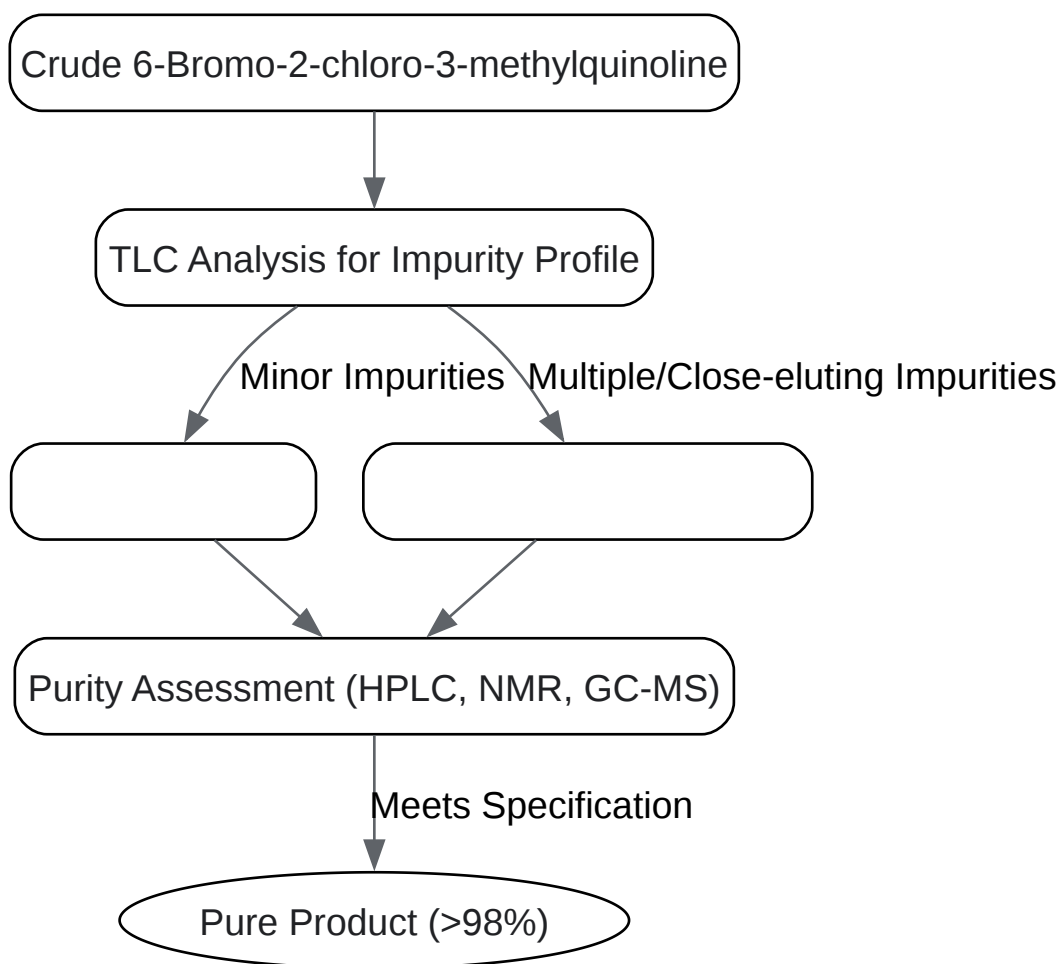 Crude 6-Bromo-2-chloro-3-methylquinoline
TLC Analysis for Impurity Profile
Minor Impurities
Multiple/Close-eluting Impurities
Purity Assessment (HPLC, NMR, GC-MS)
Meets Specification
Pure Product (>98%)